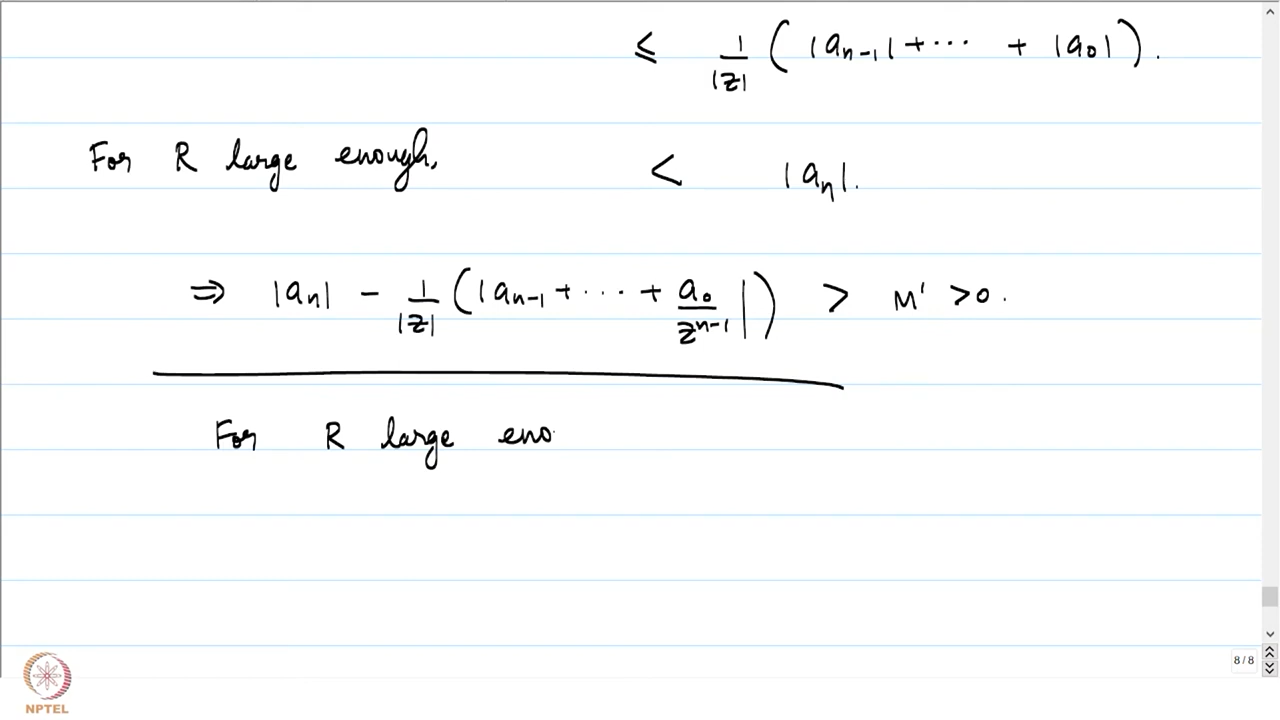 ≤ 1/|z| ( |a_{n-1}| + ⋯ + |a_0| ).
For R large enough, < |a_n|.
⇒ |a_n| - 1/|z| ( |a_{n-1} + ⋯ + a_0/z^{n-1}| ) > M' > 0.
For R large eno
8 / 8
NPTEL